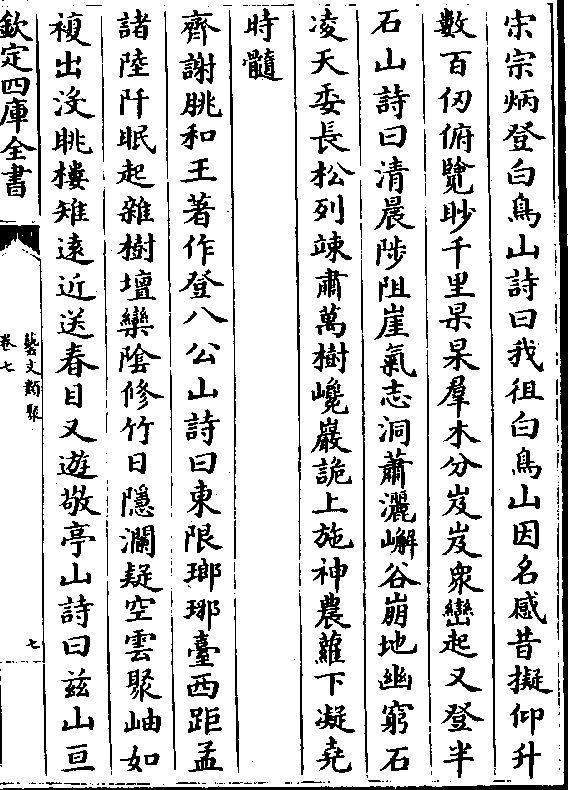 宋宗炳登白鳥山詩曰我徂白鳥山因名感昔擬仰升
數百仞俯覽眇千里杲杲羣木分岌岌衆巒起又登半
石山詩曰清晨陟阻崖氣志洞蕭灑嶰谷崩地幽窮石
凌天委長松列竦肅萬樹巉巖詭上施神農蘿下凝堯
時髓
齊謝朓和王著作登八公山詩曰東限瑯琊臺西距孟
諸陸阡眠起雜樹壇欒隂修竹日隱澗疑空雲聚岫如
複出没眺樓雉逺近送春目又遊敬亭山詩曰兹山亘
欽定四庫全書
藝文類聚
卷七
七